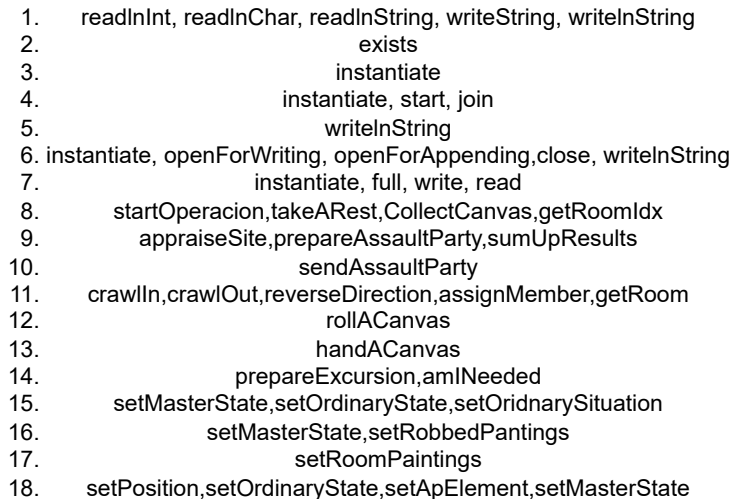 1. readlnInt, readlnChar, readlnString, writeString, writelnString
2. exists
3. instantiate
4. instantiate, start, join
5. writelnString
6. instantiate, openForWriting, openForAppending,close, writelnString
7. instantiate, full, write, read
8. startOperacion,takeARest,CollectCanvas,getRoomIdx
9. appraiseSite,prepareAssaultParty,sumUpResults
10. sendAssaultParty
11. crawlIn,crawlOut,reverseDirection,assignMember,getRoom
12. rollACanvas
13. handACanvas
14. prepareExcursion,amINeeded
15. setMasterState,setOrdinaryState,setOridnarySituation
16. setMasterState,setRobbedPantings
17. setRoomPaintings
18. setPosition,setOrdinaryState,setApElement,setMasterState